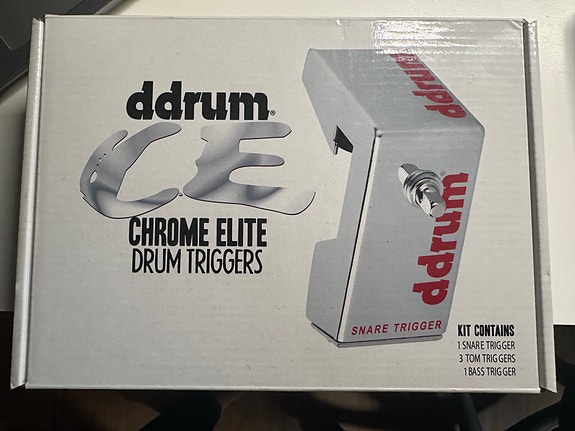 ddrum®
CE
CHROME ELITE
DRUM TRIGGERS
ddrum
ddrum
SNARE TRIGGER
KIT CONTAINS
1 SNARE TRIGGER
3 TOM TRIGGERS
1 BASS TRIGGER